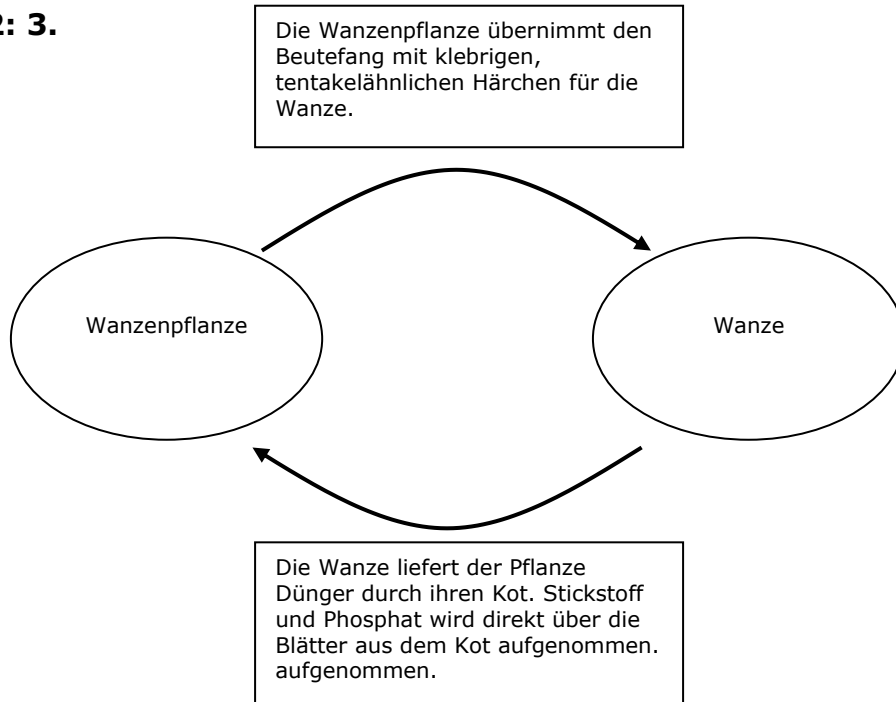 2: 3.
Die Wanzenpflanze übernimmt den
Beutefang mit klebrigen,
tentakelähnlichen Härchen für die
Wanze.
Wanzenpflanze
Wanze
Die Wanze liefert der Pflanze
Dünger durch ihren Kot. Stickstoff
und Phosphat wird direkt über die
Blätter aus dem Kot aufgenommen.
aufgenommen.